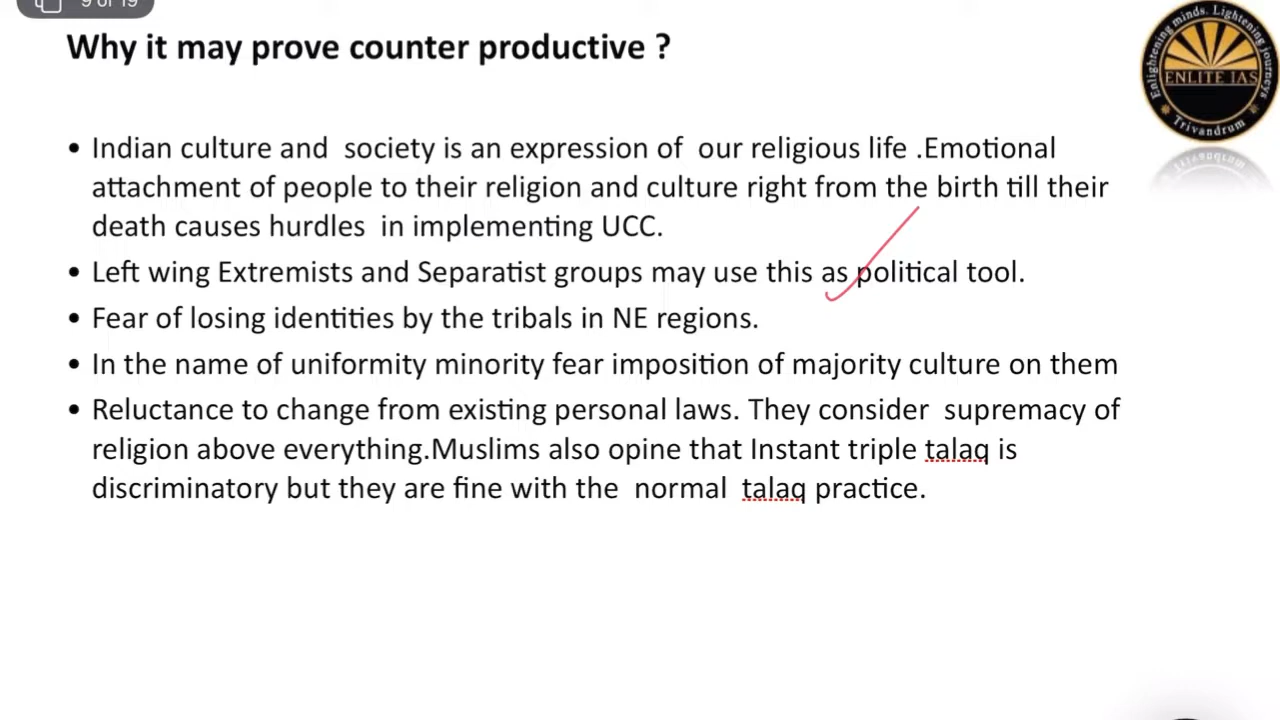 9 of 19
Why it may prove counter productive ?
Enlightening minds. Lightening journeys
ENLITE IAS
Trivandrum
• Indian culture and society is an expression of our religious life .Emotional
attachment of people to their religion and culture right from the birth till their
death causes hurdles in implementing UCC.
• Left wing Extremists and Separatist groups may use this as political tool.
• Fear of losing identities by the tribals in NE regions.
• In the name of uniformity minority fear imposition of majority culture on them
• Reluctance to change from existing personal laws. They consider supremacy of
religion above everything.Muslims also opine that Instant triple talaq is
discriminatory but they are fine with the normal talaq practice.